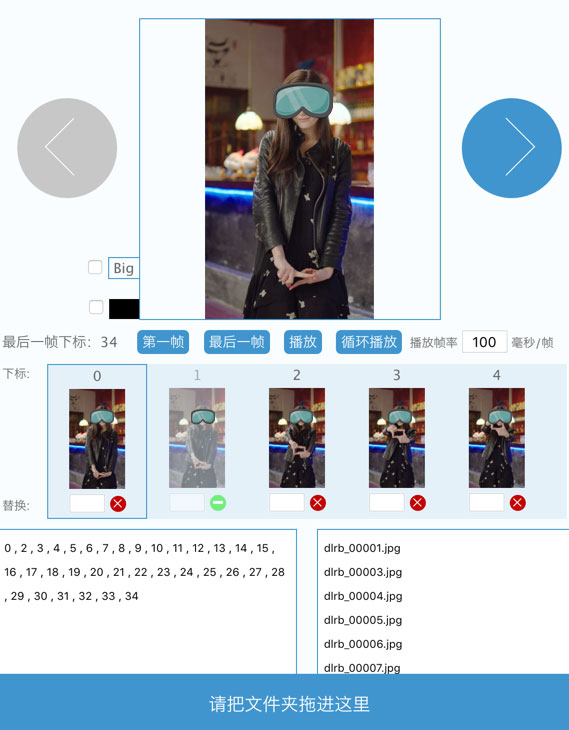 Big
最后一帧下标: 34
第一帧
最后一帧
播放
循环播放
播放帧率
100
毫秒/帧
下标:
0
1
2
3
4
替换:
0 , 2 , 3 , 4 , 5 , 6 , 7 , 8 , 9 , 10 , 11 , 12 , 13 , 14 , 15 ,
16 , 17 , 18 , 19 , 20 , 21 , 22 , 23 , 24 , 25 , 26 , 27 , 28
, 29 , 30 , 31 , 32 , 33 , 34
dlrb_00001.jpg
dlrb_00003.jpg
dlrb_00004.jpg
dlrb_00005.jpg
dlrb_00006.jpg
dlrb_00007.jpg
请把文件夹拖进这里